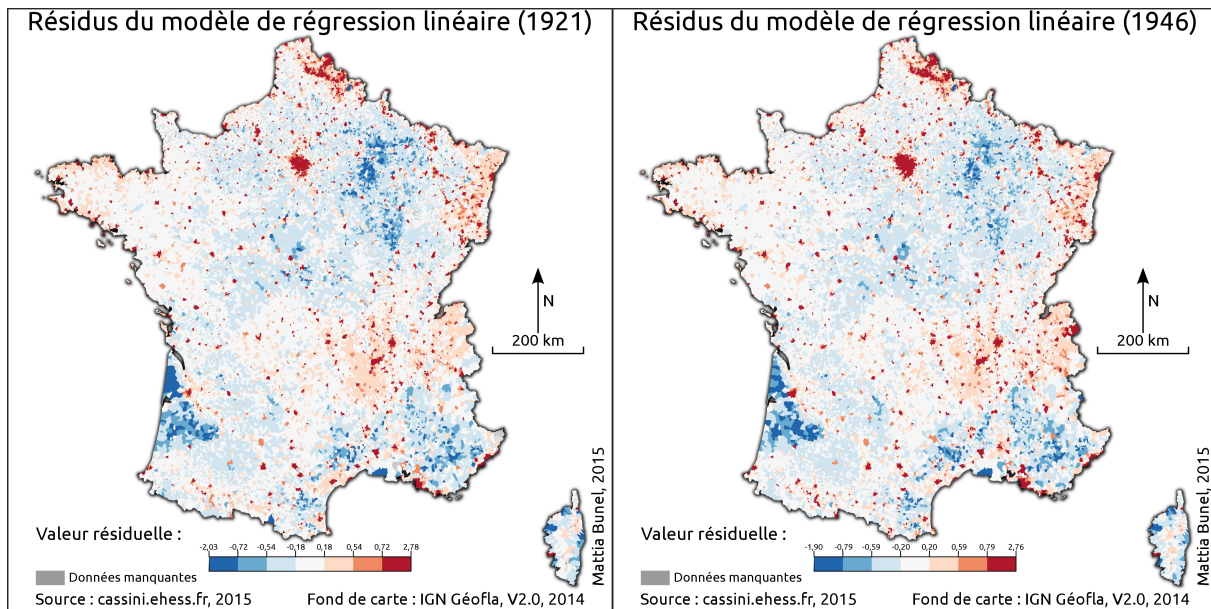 Résidus du modèle de régression linéaire (1921)
N
200 km
Valeur résiduelle :
-2,03 -0,72 -0,54 -0,18 0,18 0,54 0,72 2,78
Données manquantes
Source : cassini.ehess.fr, 2015 Fond de carte : IGN Géofla, V2.0, 2014
Mattia Bunel, 2015
Résidus du modèle de régression linéaire (1946)
N
200 km
Valeur résiduelle :
-1,90 -0,79 -0,59 -0,20 0,20 0,59 0,79 2,76
Données manquantes
Source : cassini.ehess.fr, 2015 Fond de carte : IGN Géofla, V2.0, 2014
Mattia Bunel, 2015